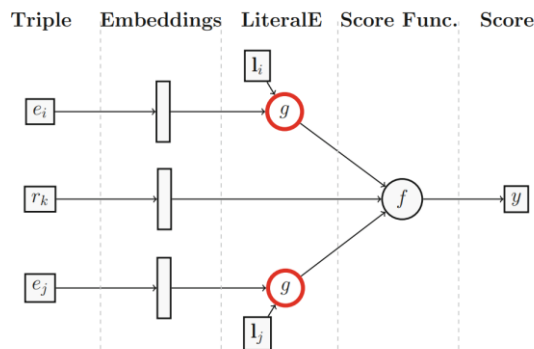 Triple Embeddings LiteralE Score Func. Score
l_i
e_i g
r_k f y
e_j g
l_j